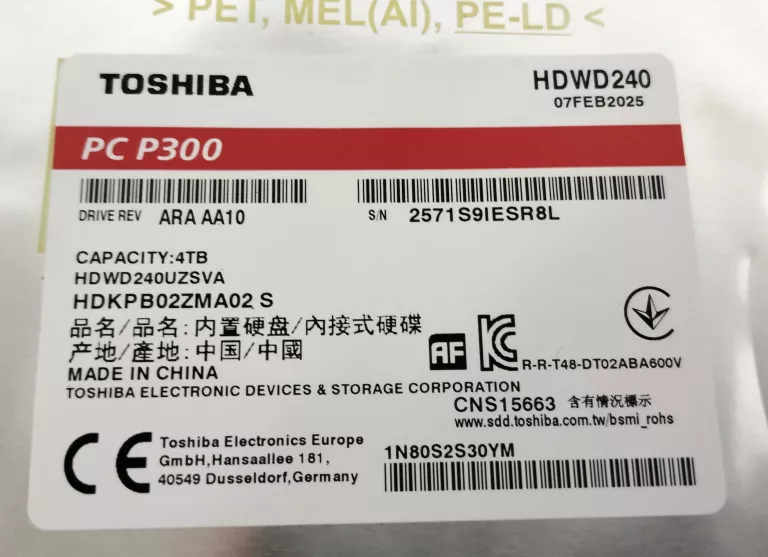 > PET, MEL(Al), PE-LD <
TOSHIBA
HDWD240
07FEB2025
PC P300
DRIVE REV ARA AA10
S/N 2571S9IESR8L
CAPACITY:4TB
HDWD240UZSVA
HDKPB02ZMA02 S
品名/品名:内置硬盘/內接式硬碟
产地/產地:中国/中國
MADE IN CHINA
AF
R-R-T48-DT02ABA600V
TOSHIBA ELECTRONIC DEVICES & STORAGE CORPORATION
CNS15663 含有情況標示
www.sdd.toshiba.com.tw/bsmi_rohs
CE
Toshiba Electronics Europe
GmbH,Hansaallee 181,
40549 Dusseldorf,Germany
1N80S2S30YM